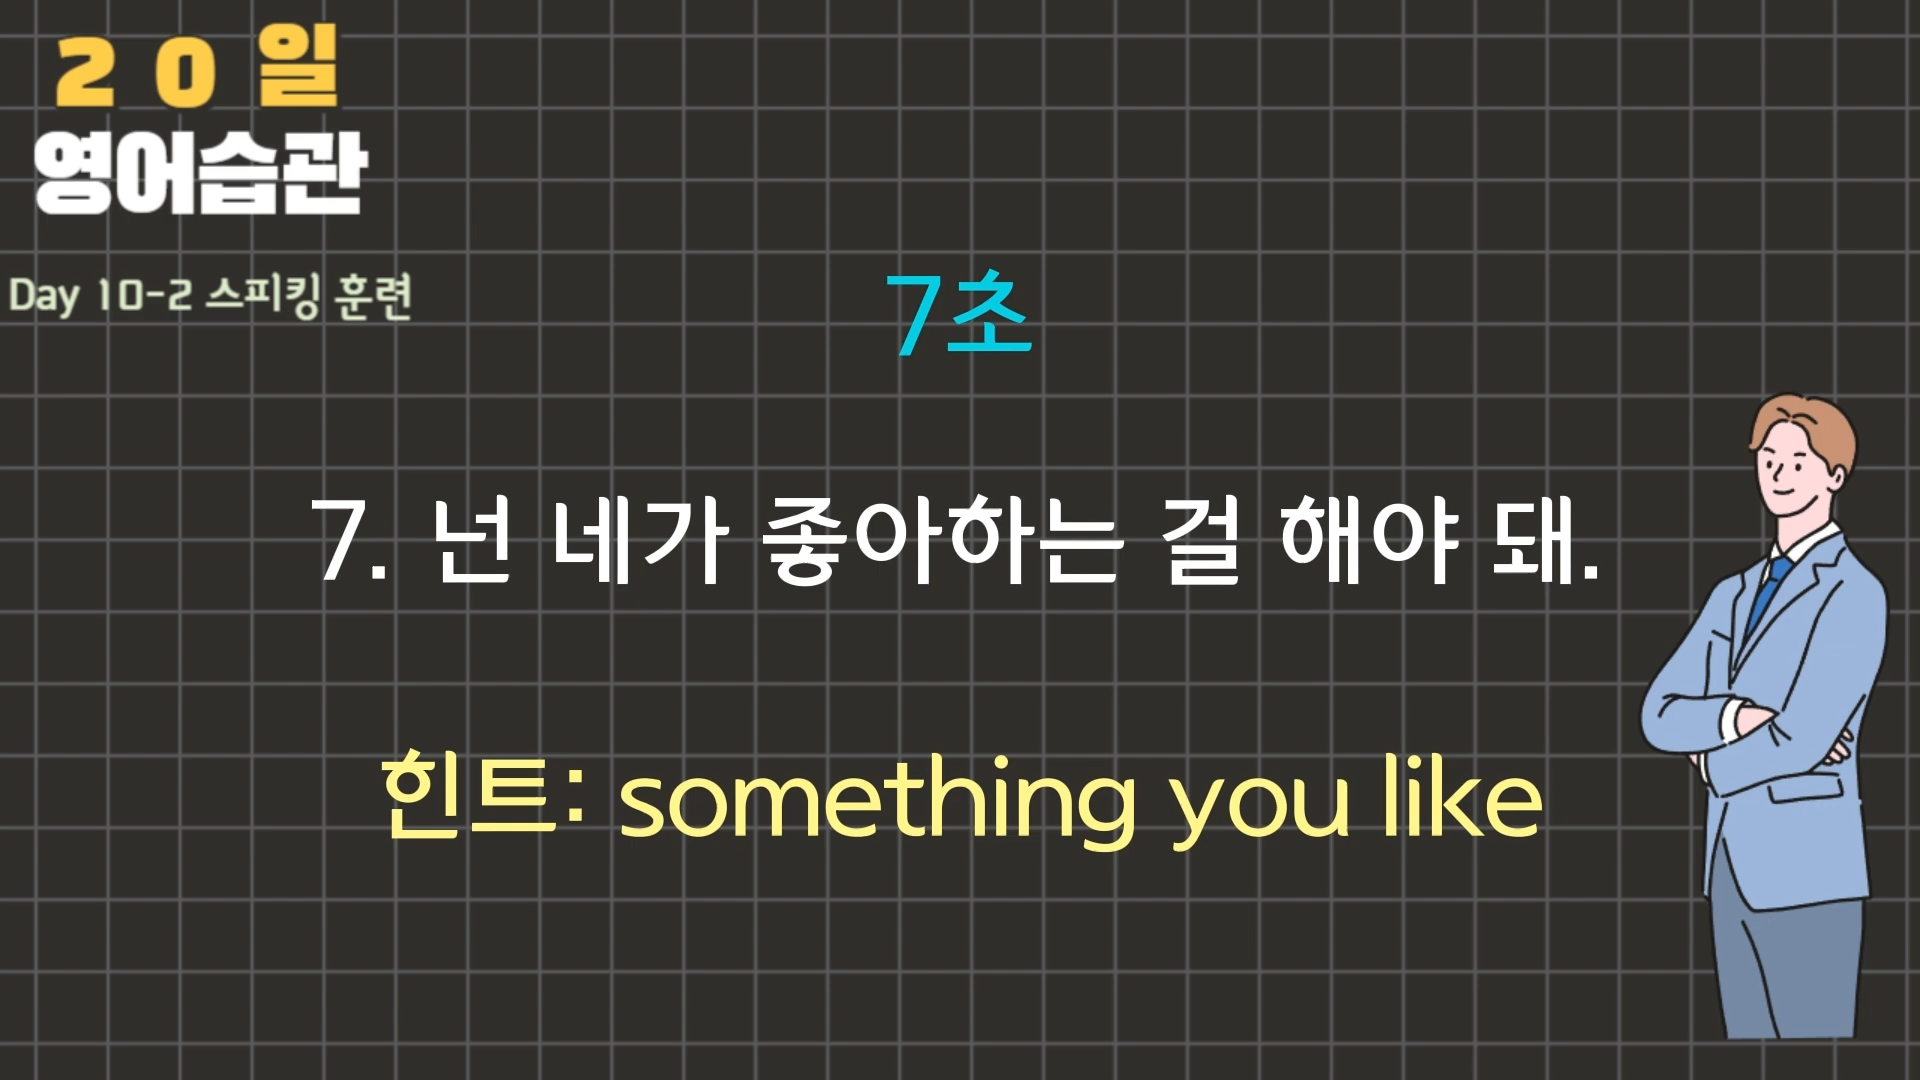 20일
영어습관
Day 10-2 스피킹 훈련
7초
7. 넌 네가 좋아하는 걸 해야 돼.
힌트: something you like